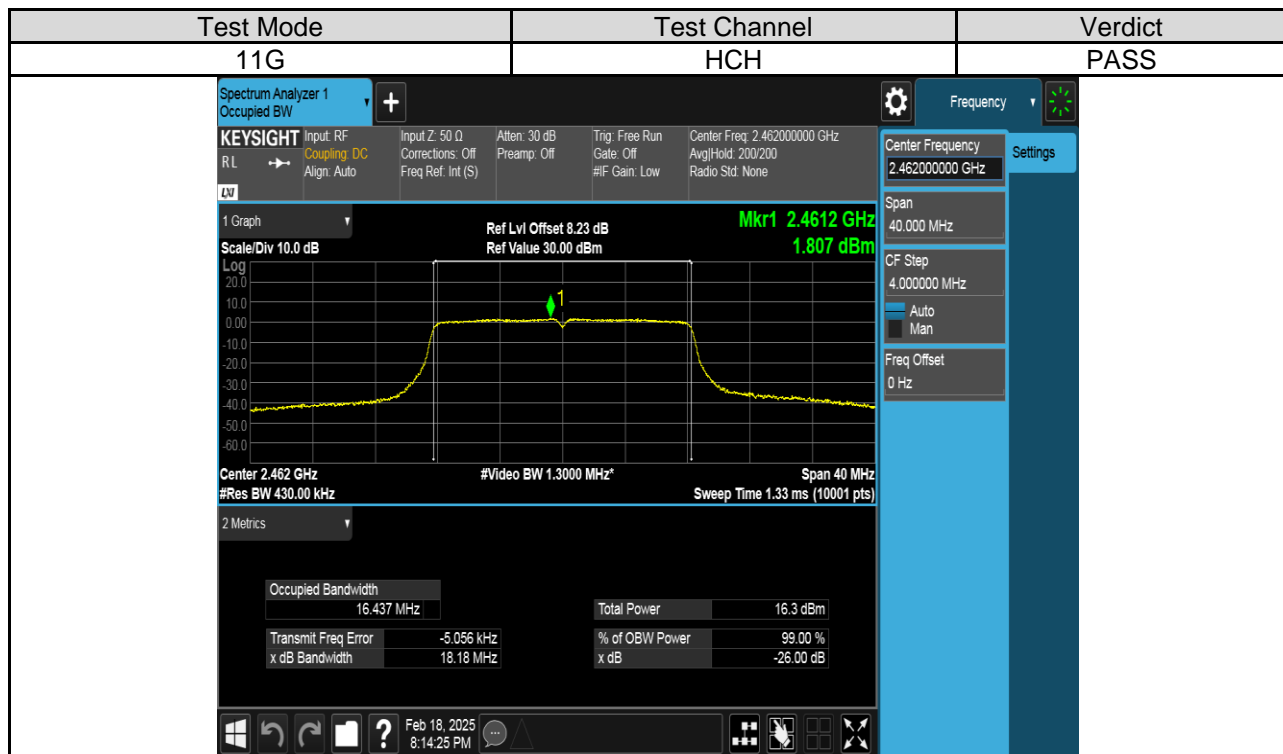 Test Mode Test Channel Verdict
11G HCH PASS
Spectrum Analyzer 1
Occupied BW
+
Frequency
KEYSIGHT
R L
LXI
Input: RF
Coupling: DC
Align: Auto
Input Z: 50 Ω
Corrections: Off
Freq Ref: Int (S)
Atten: 30 dB
Preamp: Off
Trig: Free Run
Gate: Off
#IF Gain: Low
Center Freq: 2.462000000 GHz
Avg|Hold: 200/200
Radio Std: None
Center Frequency
2.462000000 GHz
Settings
Span
40.000 MHz
CF Step
4.000000 MHz
Auto
Man
Freq Offset
0 Hz
1 Graph
Scale/Div 10.0 dB
Ref Lvl Offset 8.23 dB
Ref Value 30.00 dBm
Mkr1 2.4612 GHz
1.807 dBm
Log
20.0
10.0
0.00
-10.0
-20.0
-30.0
-40.0
-50.0
-60.0
1
Center 2.462 GHz
#Res BW 430.00 kHz
#Video BW 1.3000 MHz*
Span 40 MHz
Sweep Time 1.33 ms (10001 pts)
2 Metrics
Occupied Bandwidth
16.437 MHz
Transmit Freq Error -5.056 kHz
x dB Bandwidth 18.18 MHz
Total Power 16.3 dBm
% of OBW Power 99.00 %
x dB -26.00 dB
?
Feb 18, 2025
8:14:25 PM